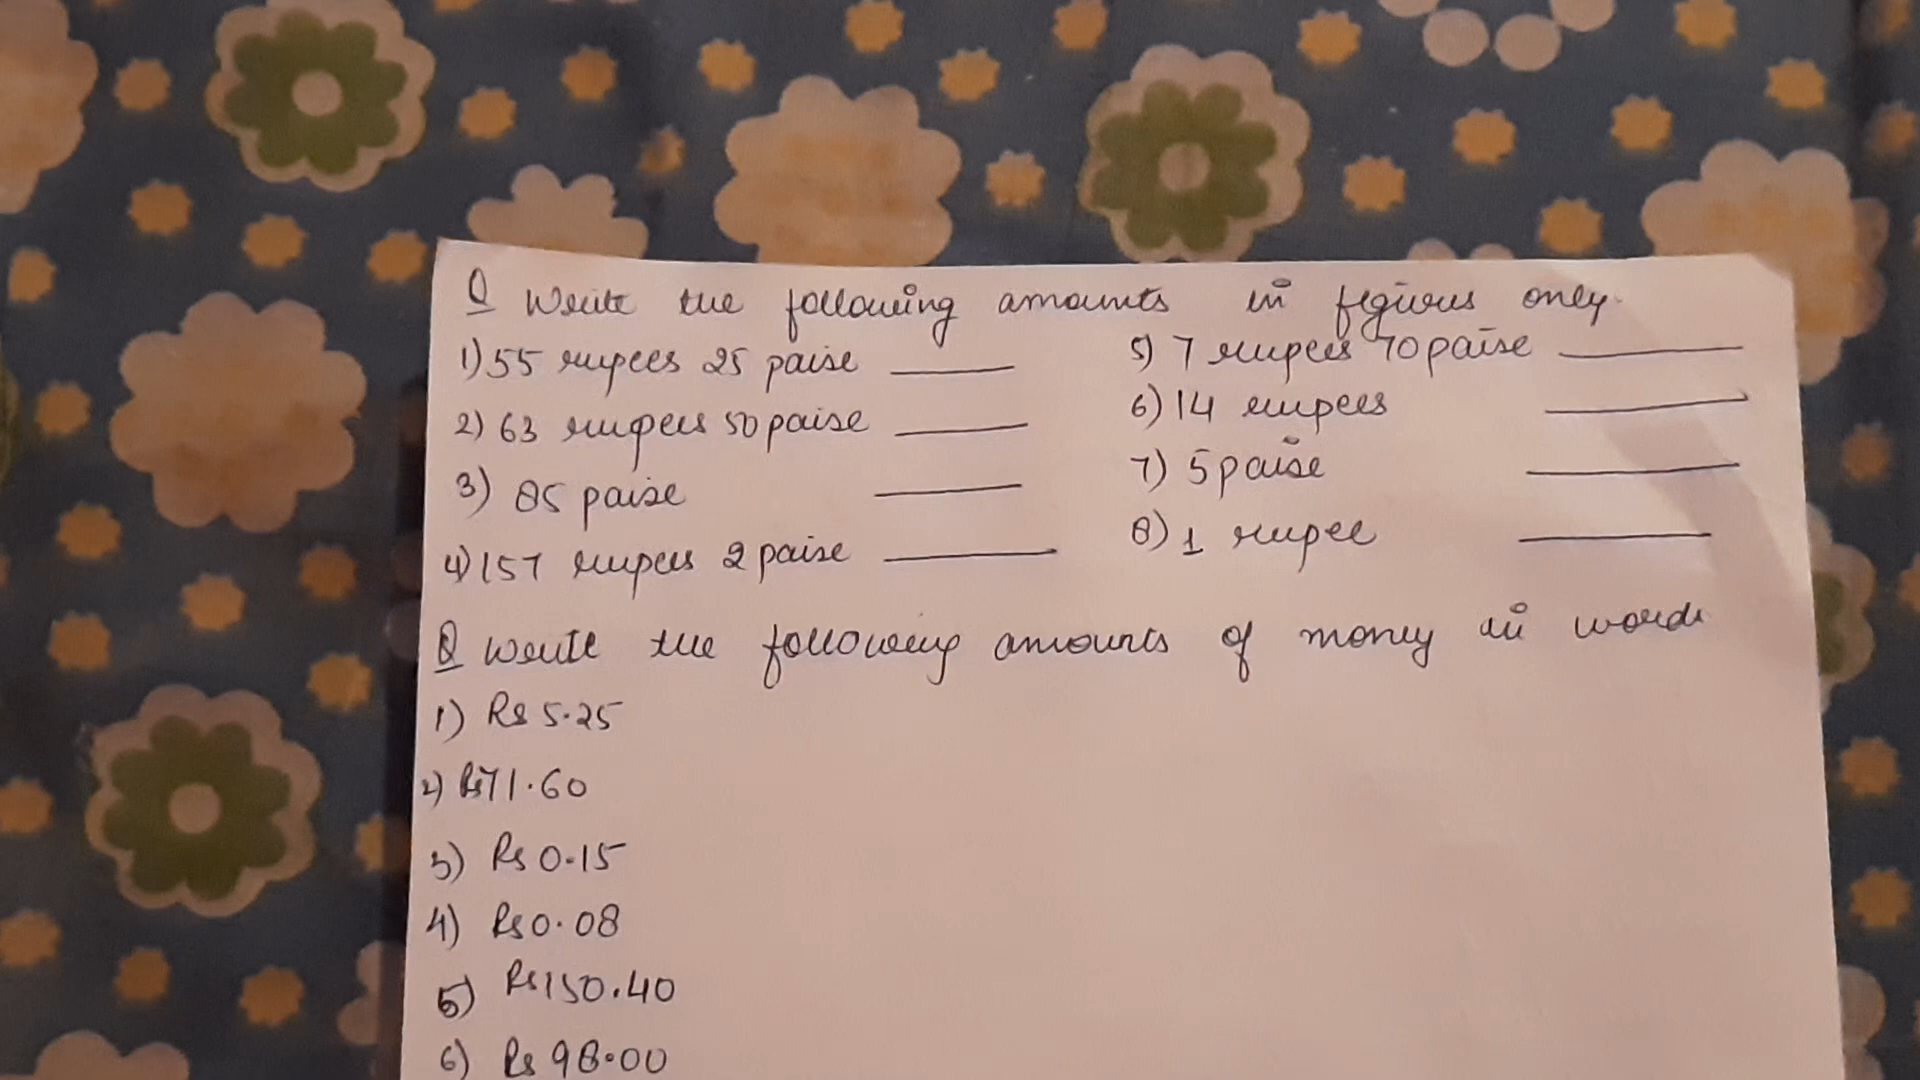 Q Write the following amounts in figures only.
1) 55 rupees 25 paise ____
2) 63 rupees 50 paise ____
3) 85 paise ____
4) 157 rupees 2 paise ____
5) 7 rupees 70 paise ____
6) 14 rupees ____
7) 5 paise ____
8) 1 rupee ____
Q Write the following amounts of money in words
1) Rs 5.25
2) Rs 71.60
3) Rs 0.15
4) Rs 0.08
5) Rs 150.40
6) Rs 98.00